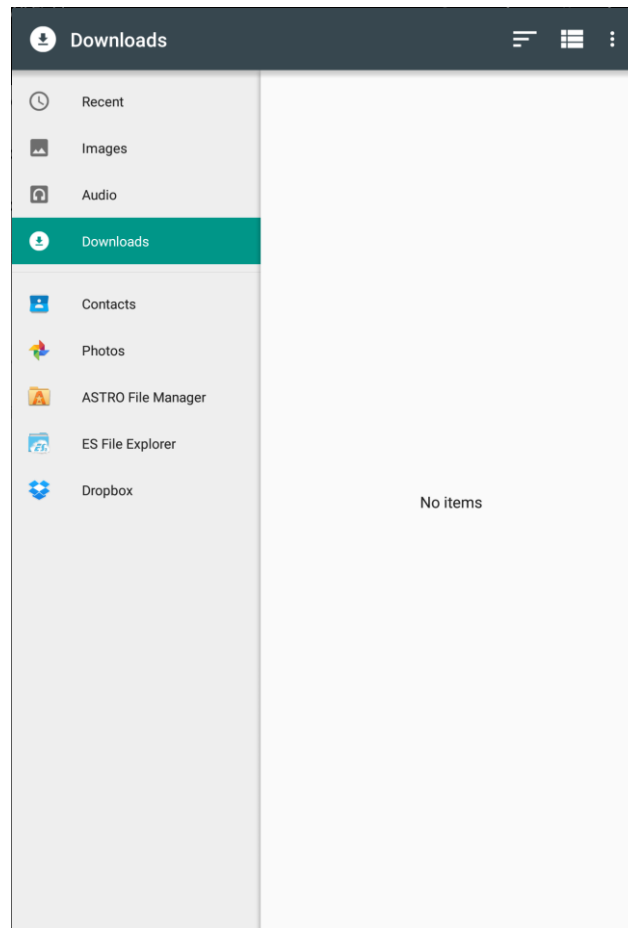 Downloads
Recent
Images
Audio
Downloads
Contacts
Photos
ASTRO File Manager
ES File Explorer
Dropbox
No items